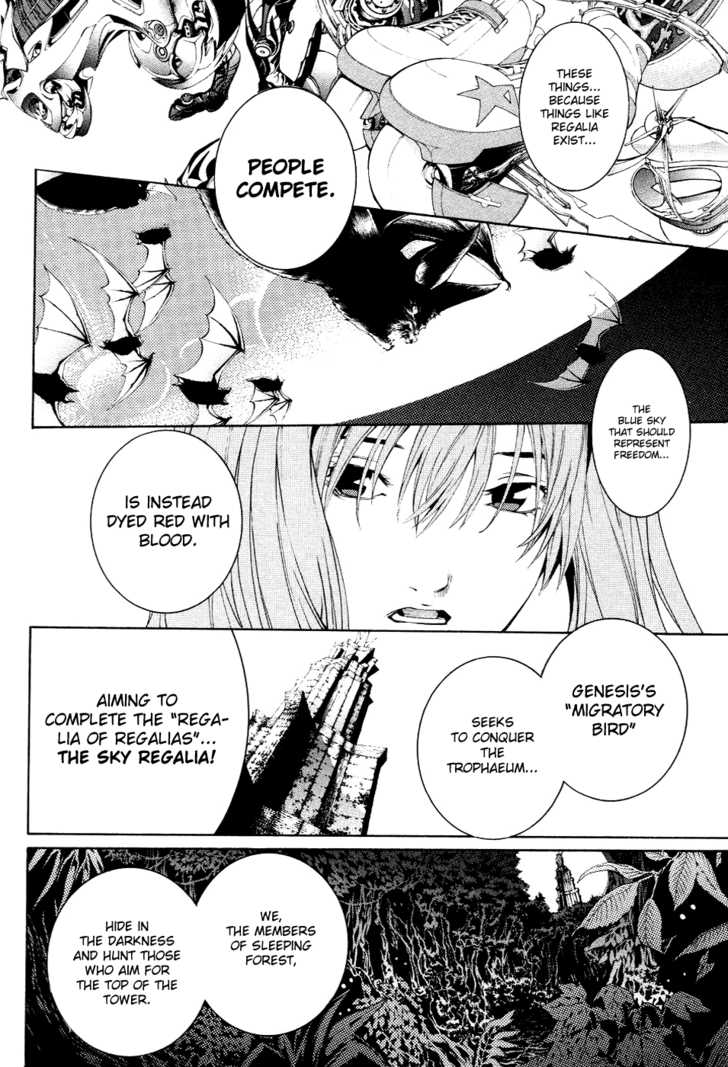 THESE
THINGS...
BECAUSE
THINGS LIKE
REGALIA
EXIST...
PEOPLE
COMPETE.
THE
BLUE SKY
THAT SHOULD
REPRESENT
FREEDOM...
IS INSTEAD
DYED RED WITH
BLOOD.
GENESIS'S
"MIGRATORY
BIRD"
SEEKS
TO CONQUER
THE
TROPHAEUM...
AIMING TO
COMPLETE THE "REGA-
LIA OF REGALIAS"...
THE SKY REGALIA!
WE,
THE MEMBERS
OF SLEEPING
FOREST,
HIDE IN
THE DARKNESS
AND HUNT THOSE
WHO AIM FOR
THE TOP OF THE
TOWER.